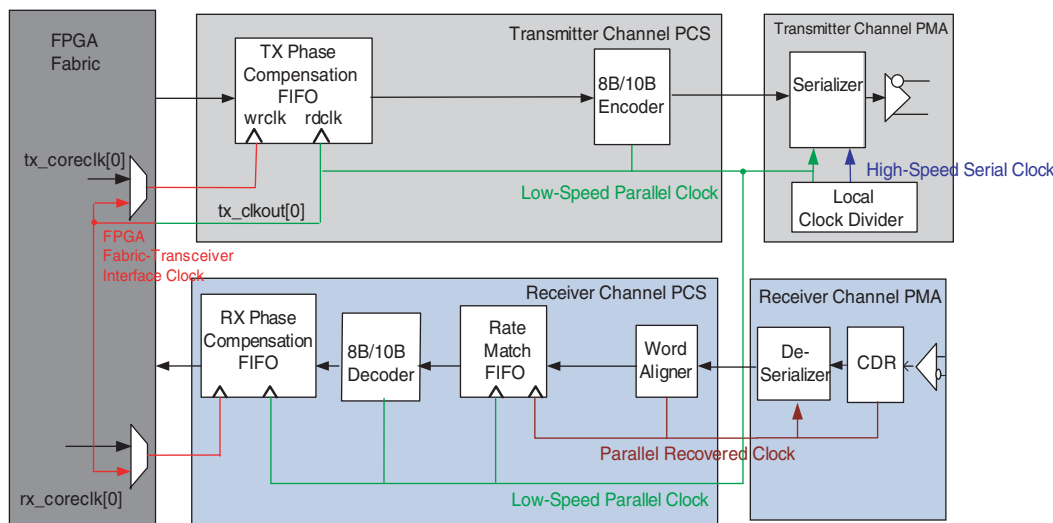 FPGA
Fabric
Transmitter Channel PCS
TX Phase
Compensation
FIFO
wrclk rdclk
8B/10B
Encoder
Transmitter Channel PMA
Serializer
High-Speed Serial Clock
Local
Clock Divider
tx_coreclk[0]
Low-Speed Parallel Clock
tx_clkout[0]
FPGA
Fabric-Transceiver
Interface Clock
Receiver Channel PCS
RX Phase
Compensation
FIFO
8B/10B
Decoder
Rate
Match
FIFO
Word
Aligner
Receiver Channel PMA
De-
Serializer
CDR
Parallel Recovered Clock
Low-Speed Parallel Clock
rx_coreclk[0]